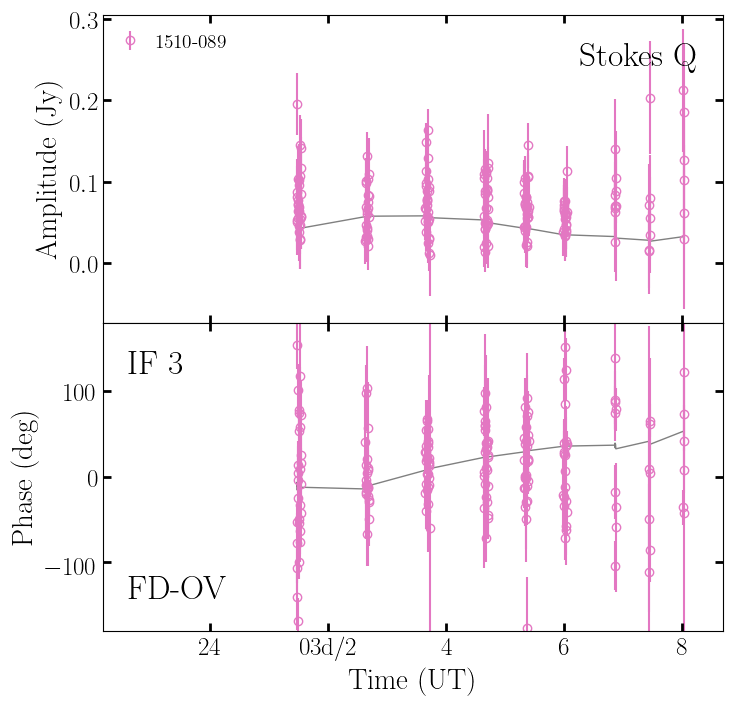 0.3
1510-089
Stokes Q
0.2
0.1
0.0
Amplitude (Jy)
IF 3
100
0
−100
Phase (deg)
FD-OV
24 03d/2 4 6 8
Time (UT)